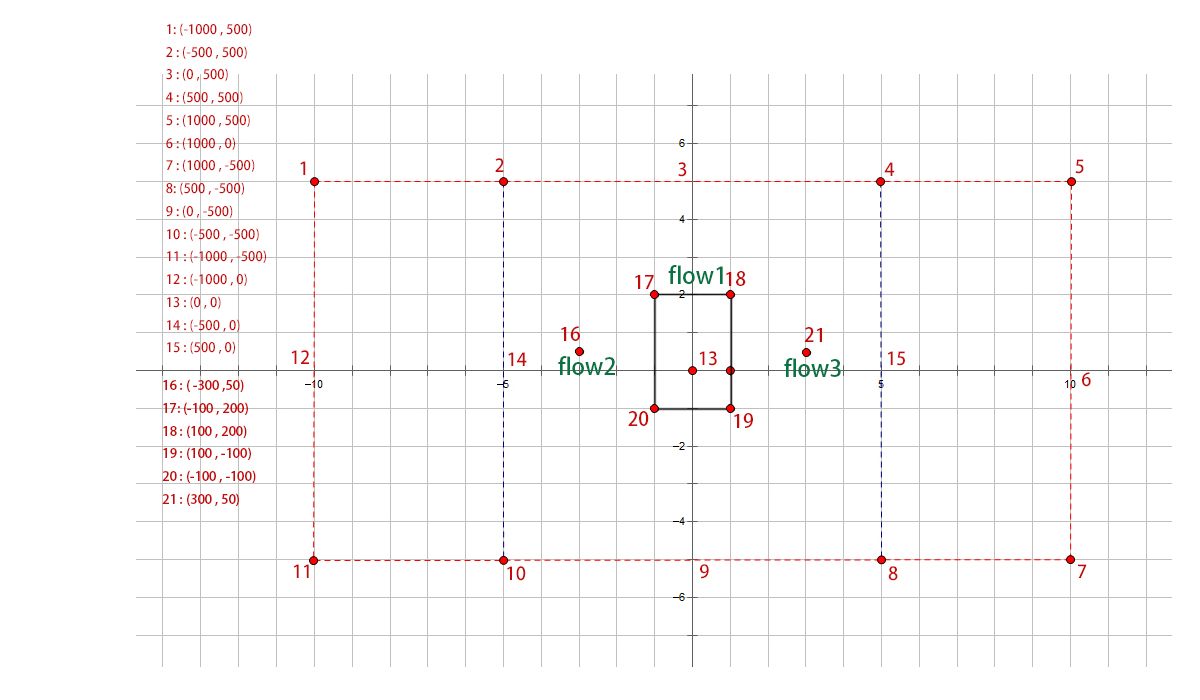 1: (-1000 , 500)
2 : (-500 , 500)
3 : (0 , 500)
4 : (500 , 500)
5 : (1000 , 500)
6 : (1000 , 0)
7 : (1000 , -500)
8: (500 , -500)
9 : (0 , -500)
10 : (-500 , -500)
11 : (-1000 , -500)
12 : (-1000 , 0)
13 : (0 , 0)
14 : (-500 , 0)
15 : (500 , 0)
16 : ( -300 ,50)
17: (-100 , 200)
18 : (100 , 200)
19 : (100 , -100)
20 : (-100 , -100)
21 : (300 , 50)
6
1
2
3
4
5
4
17
flow1
18
2
16
flow2
21
flow3
12
14
13
15
6
−10
−5
5
10
20
19
−2
−4
11
10
9
8
7
−6